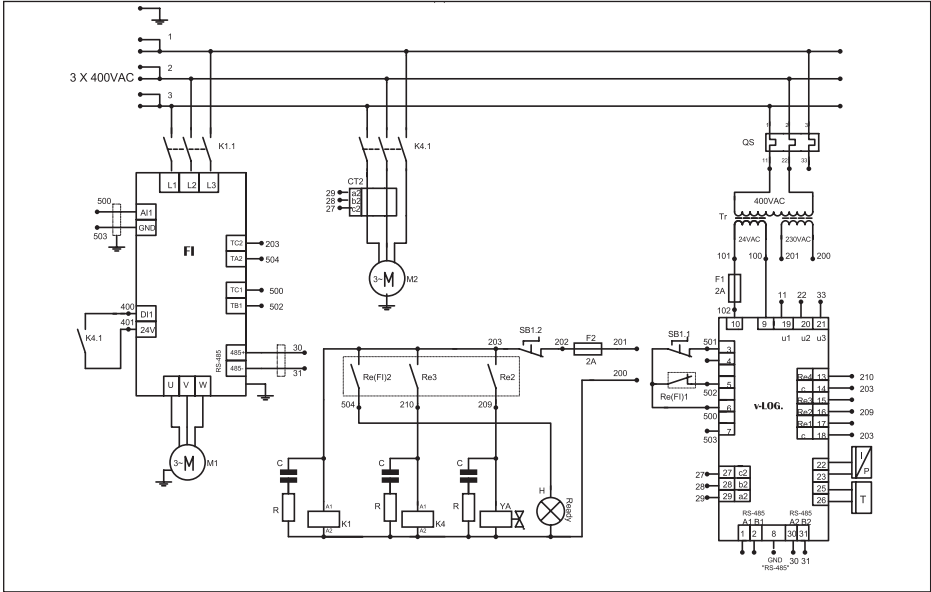 1
2
3 X 400VAC
3
K1.1
K4.1
1 2 3
QS
11 22 33
L1 L2 L3
CT2
29 a2
28 b2
27 c2
400VAC
Tr
24VAC 230VAC
500
AI1
503
GND
FI
TC2 203
TA2 504
TC1 500
TB1 502
3~ M M2
101 100 201 200
F1
2A
102
11 22 33
10 9 19 20 21
u1 u2 u3
400
DI1
401
24V
K4.1
RS-485
485+ 30
485- 31
U V W
3~ M M1
203
SB1.2
202
F2
2A
201
200
SB1.1
501
3
4
5
502
Re(FI)1
6
500
7
503
Re(FI)2
Re3
Re2
504
210
209
v-LOG.
Re4 13 210
c 14 203
Re3 15
Re2 16 209
Re1 17
c 18 203
22
23
I
P
25
26
T
27 27 c2
28 28 b2
29 29 a2
C
R
A1
A2
K1
C
R
A1
A2
K4
C
R
YA
H
Ready
RS-485 RS-485
A1 B1 A2 B2
1 2 8 30 31
GND
"RS-485"
30 31